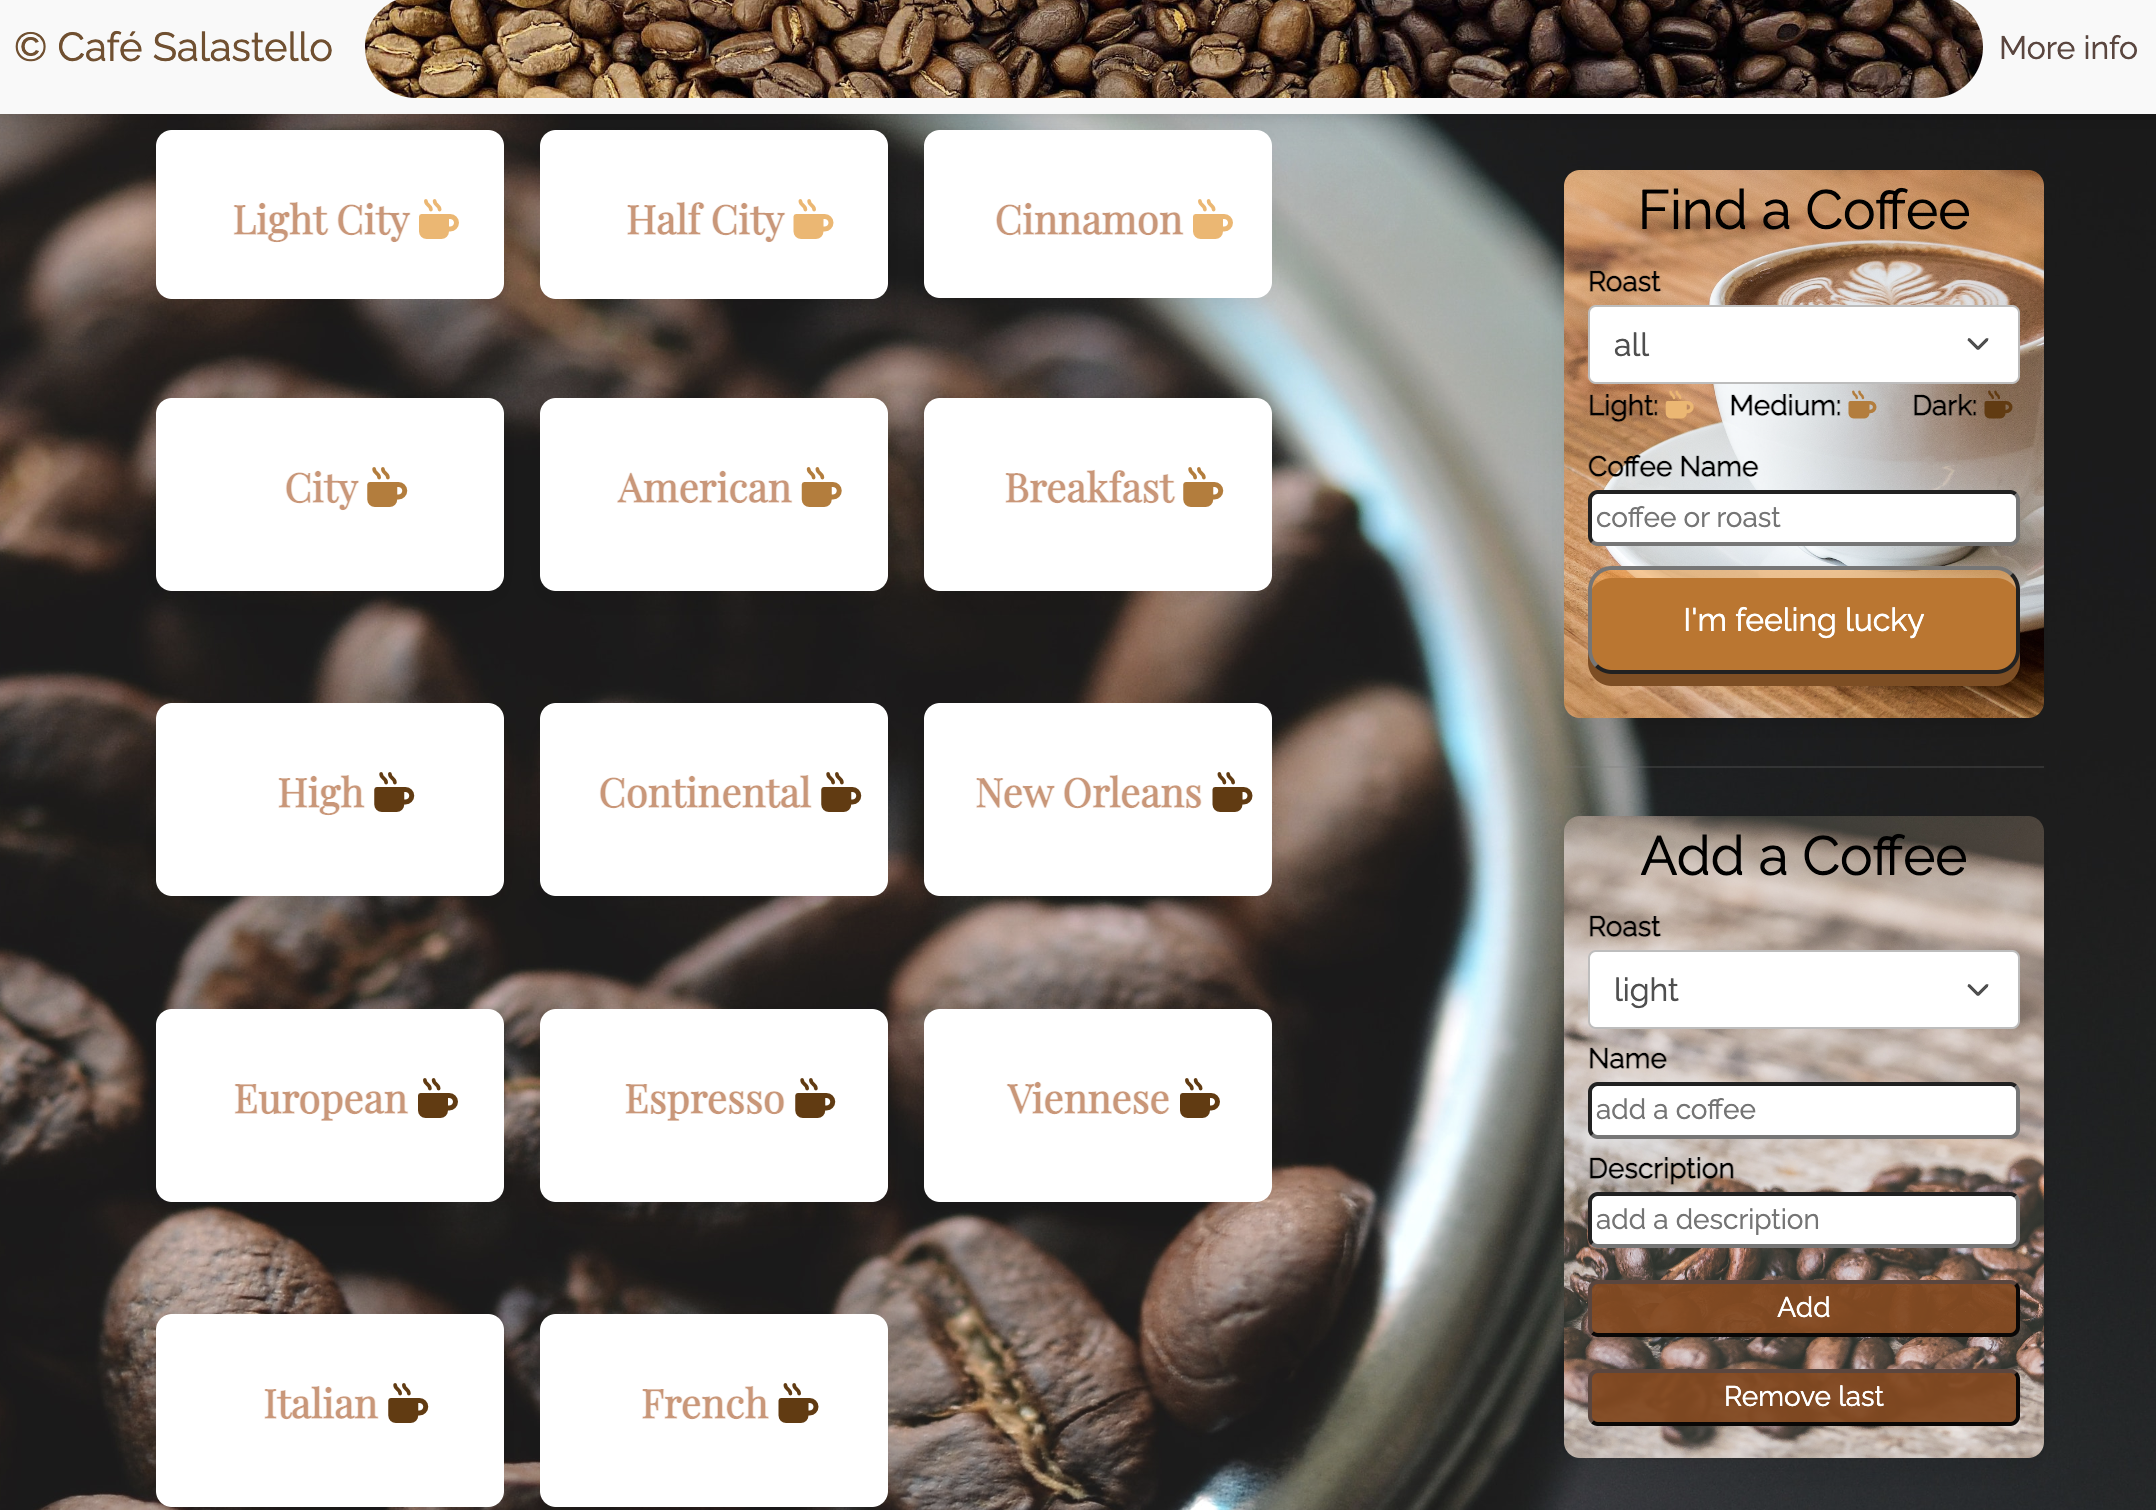 © Café Salastello
More info
Light City
Half City
Cinnamon
City
American
Breakfast
High
Continental
New Orleans
European
Espresso
Viennese
Italian
French
Find a Coffee
Roast
all
Light:
Medium:
Dark:
Coffee Name
coffee or roast
I'm feeling lucky
Add a Coffee
Roast
light
Name
add a coffee
Description
add a description
Add
Remove last